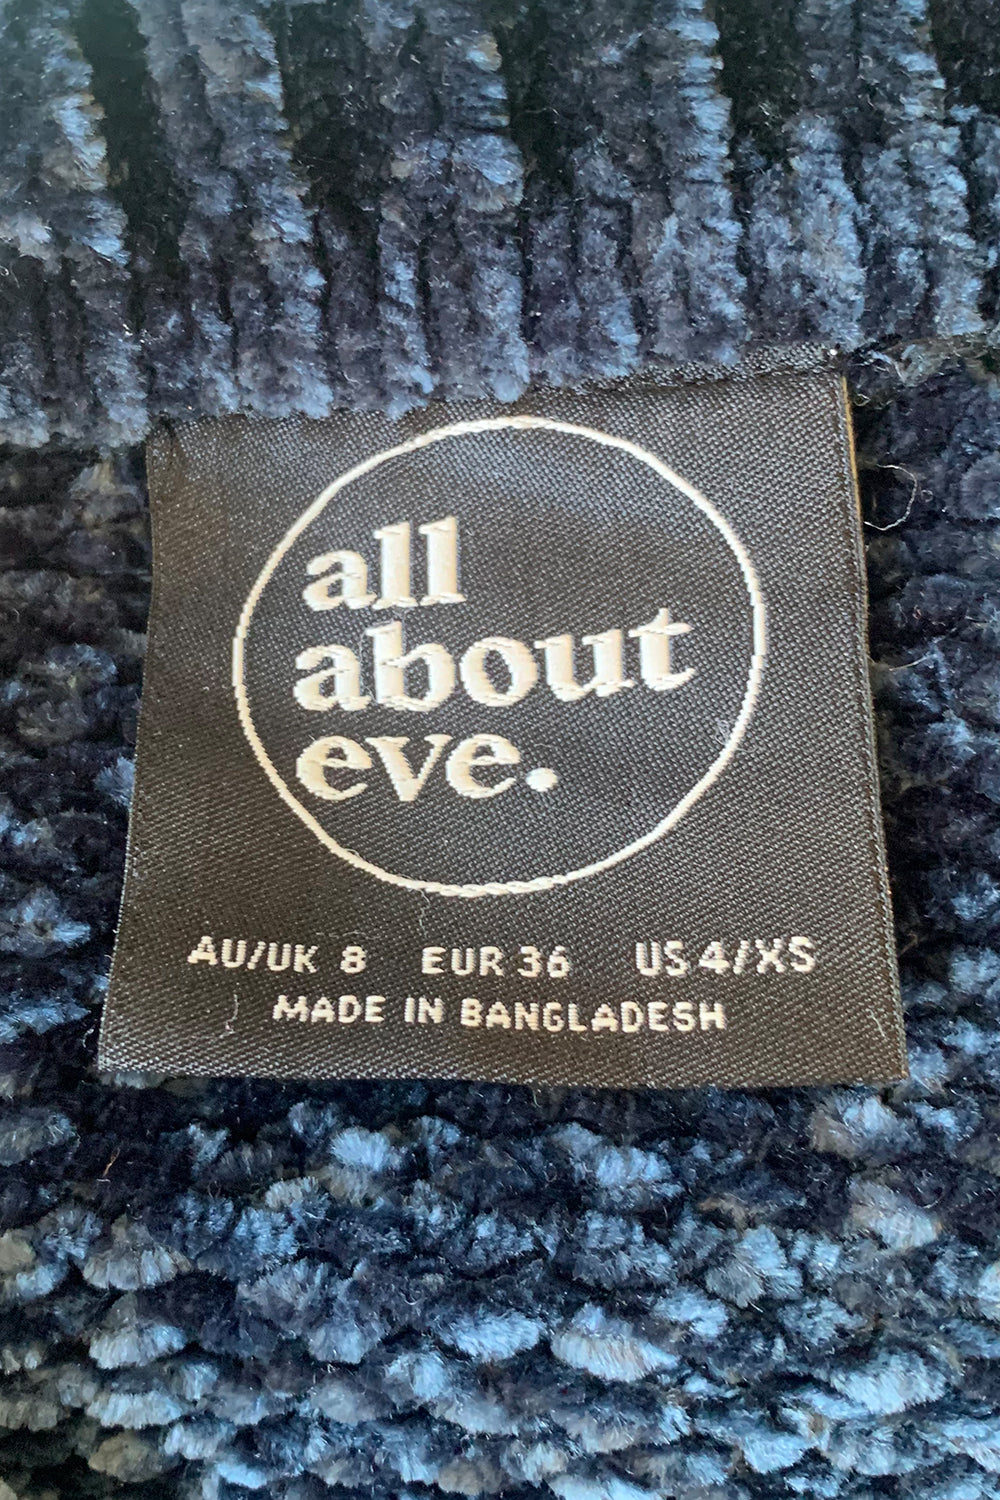 all
about
eve.
AU/UK 8 EUR 36 US 4/XS
MADE IN BANGLADESH